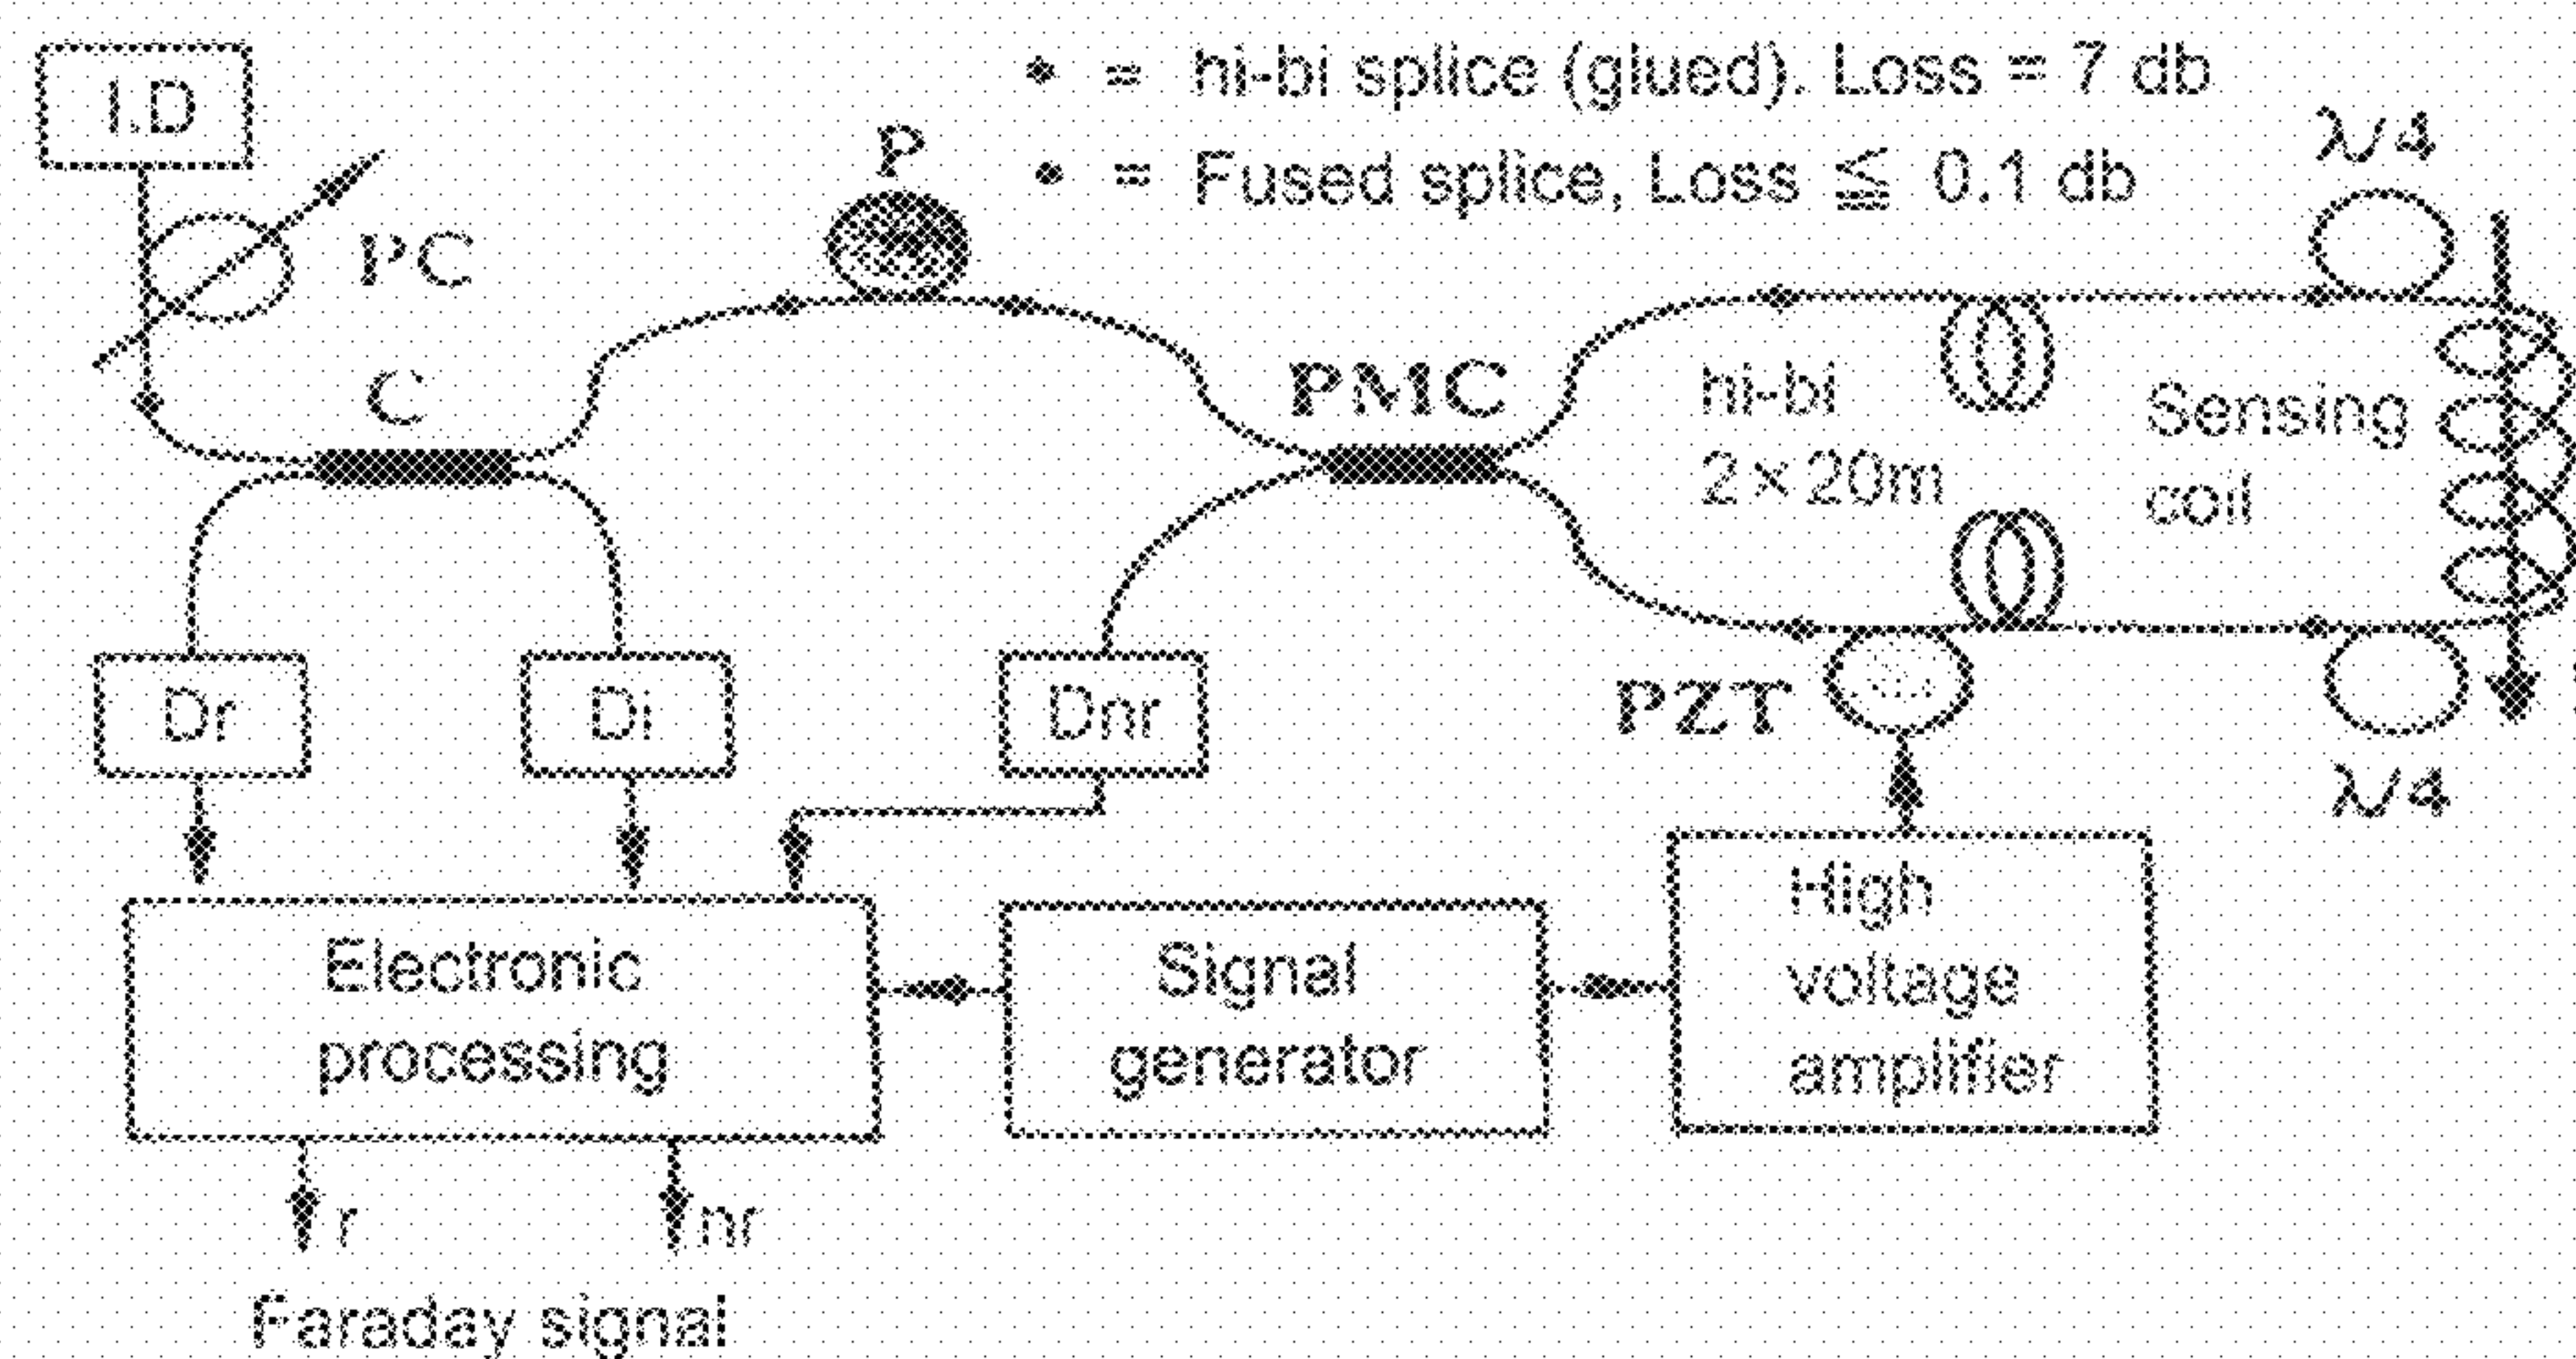 I.D
• = hi-bi splice (glued). Loss = 7 db
• = Fused splice, Loss ≦ 0.1 db
λ/4
P
PC
C
PMC
hi-bi
2×20m
Sensing
coil
Dr
Di
Dnr
PZT
λ/4
Electronic
processing
Signal
generator
High
voltage
amplifier
r
nr
Faraday signal